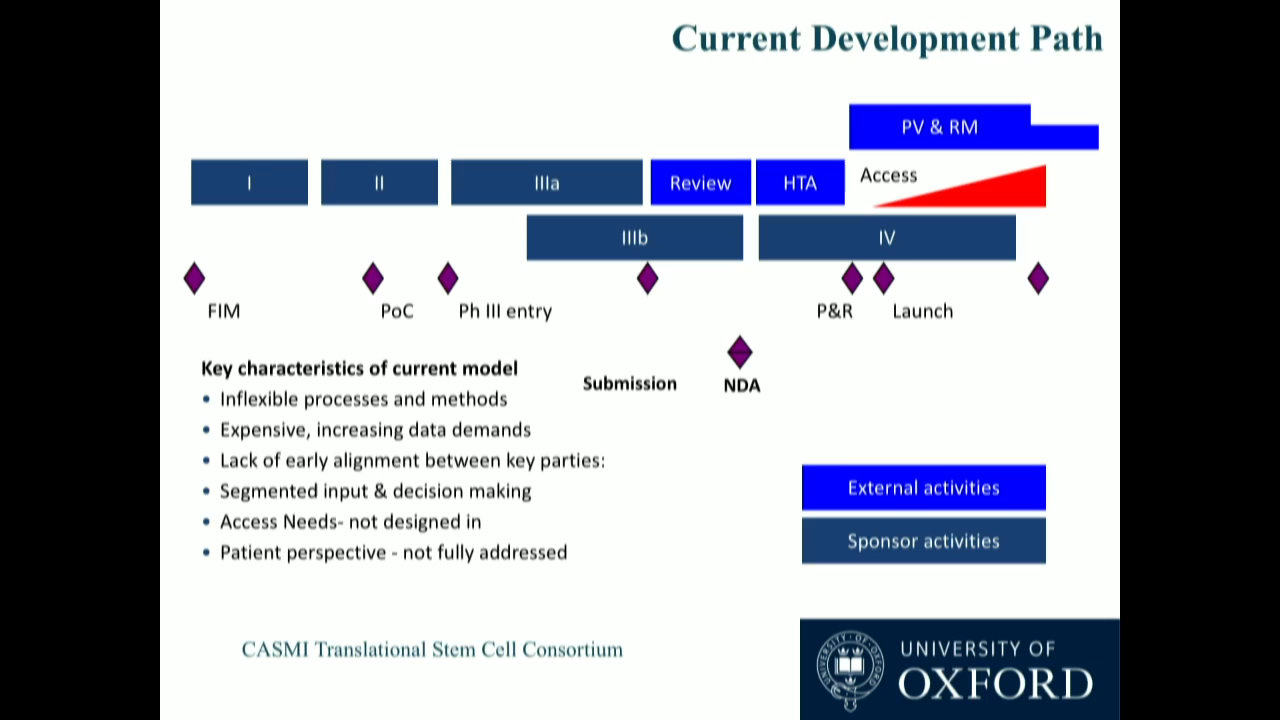 Current Development Path
PV & RM
I
II
IIIa
Review
HTA
Access
IIIb
IV
FIM
PoC
Ph III entry
P&R
Launch
Key characteristics of current model
Submission
NDA
• Inflexible processes and methods
• Expensive, increasing data demands
• Lack of early alignment between key parties:
• Segmented input & decision making
• Access Needs- not designed in
• Patient perspective - not fully addressed
External activities
Sponsor activities
CASMI Translational Stem Cell Consortium
UNIVERSITY OF
OXFORD